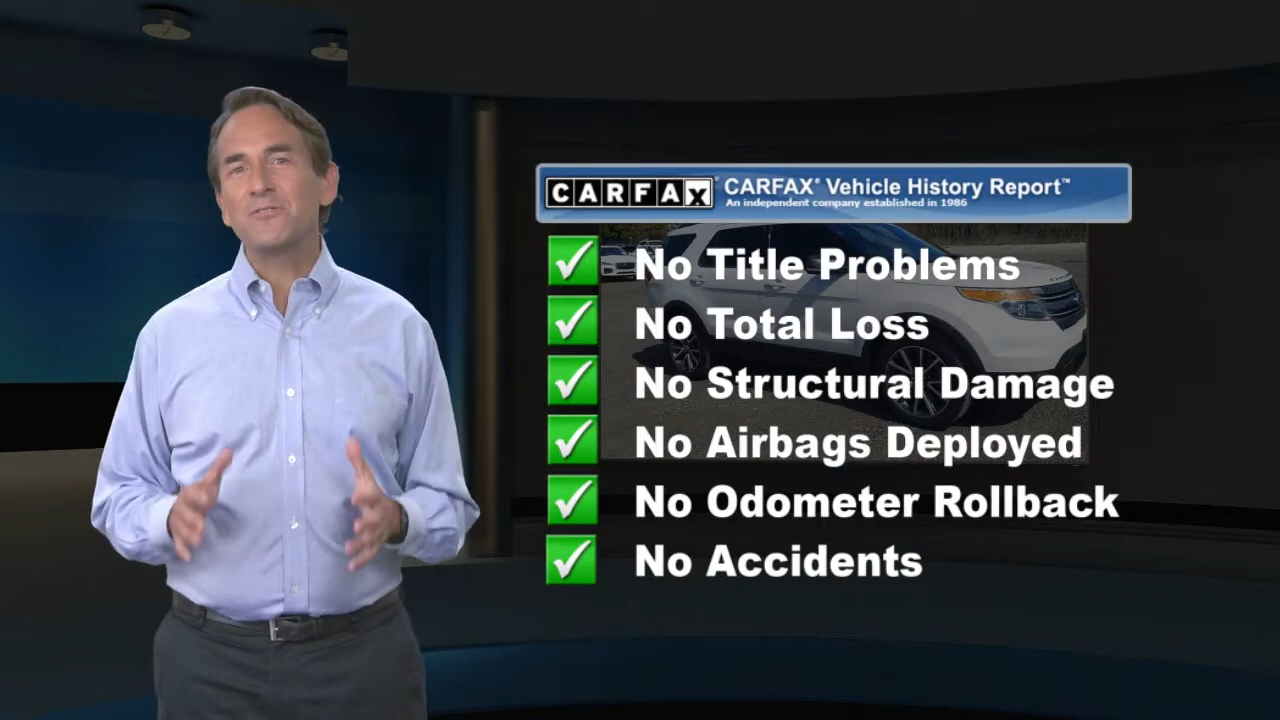 CARFAX
CARFAX® Vehicle History Report™
An independent company established in 1986
No Title Problems
No Total Loss
No Structural Damage
No Airbags Deployed
No Odometer Rollback
No Accidents